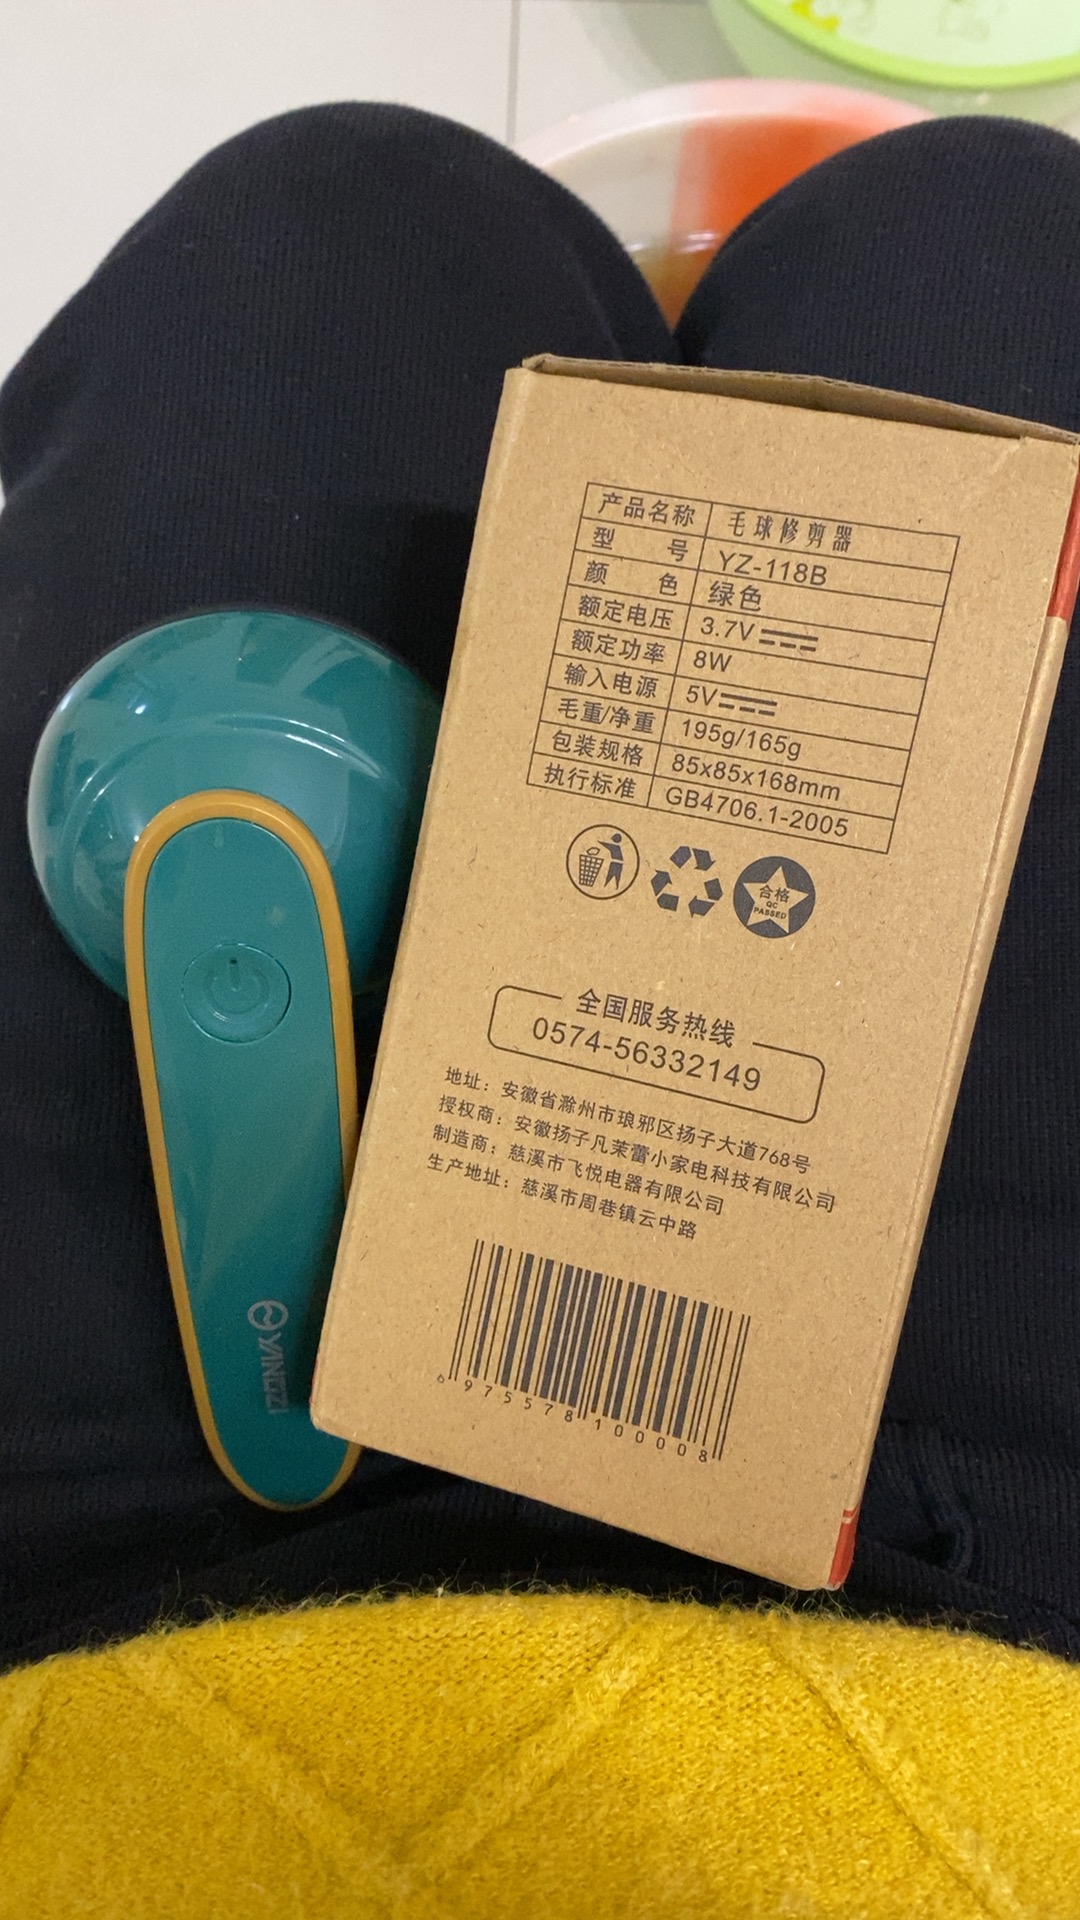 产品名称 毛球修剪器
型 号 YZ-118B
颜 色 绿色
额定电压 3.7V
额定功率 8W
输入电源 5V
毛重/净重 195g/165g
包装规格 85x85x168mm
执行标准 GB4706.1-2005
合格
QC
PASSED
全国服务热线
0574-56332149
地址：安徽省滁州市琅邪区扬子大道768号
授权商：安徽扬子凡茉蕾小家电科技有限公司
制造商：慈溪市飞悦电器有限公司
生产地址：慈溪市周巷镇云中路
6975578100008
YANGZI